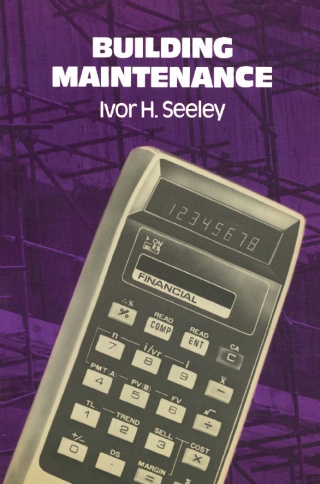 BUILDING
MAINTENANCE
Ivor H. Seeley
12345678
ON
FINANCIAL
△%
READ
READ
CA
%
COMP
ENT
C
n
i/yr
i
x̄
7
8
9
−
PMT(A)
PV(B)
FV
√
4
5
6
÷
TL
TREND
SELL
COST
1
2
3
×
+/−
DS
MARGIN
0
.
=